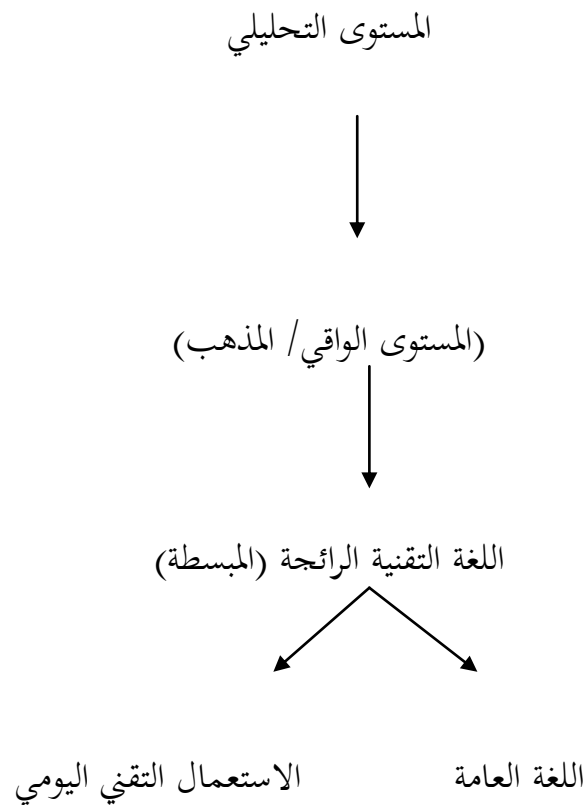 المستوى التحليلي
(المستوى الواقي/ المذهب)
اللغة التقنية الرائجة (المبسطة)
اللغة العامة الاستعمال التقني اليومي